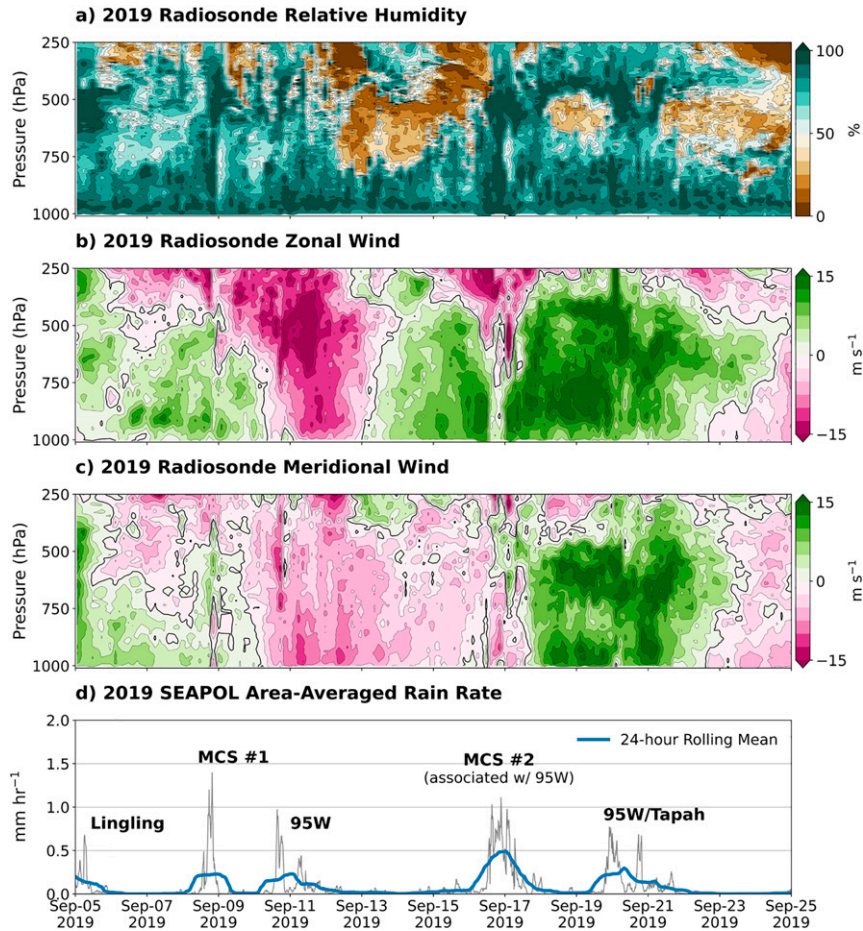 a) 2019 Radiosonde Relative Humidity
Pressure (hPa)
250
500
750
1000
100
50
0
%
b) 2019 Radiosonde Zonal Wind
Pressure (hPa)
250
500
750
1000
15
0
−15
m s⁻¹
c) 2019 Radiosonde Meridional Wind
Pressure (hPa)
250
500
750
1000
15
0
−15
m s⁻¹
d) 2019 SEAPOL Area-Averaged Rain Rate
mm hr⁻¹
2.0
1.5
1.0
0.5
0.0
24-hour Rolling Mean
MCS #1
MCS #2
(associated w/ 95W)
Lingling
95W
95W/Tapah
Sep-05 Sep-07 Sep-09 Sep-11 Sep-13 Sep-15 Sep-17 Sep-19 Sep-21 Sep-23 Sep-25
2019 2019 2019 2019 2019 2019 2019 2019 2019 2019 2019